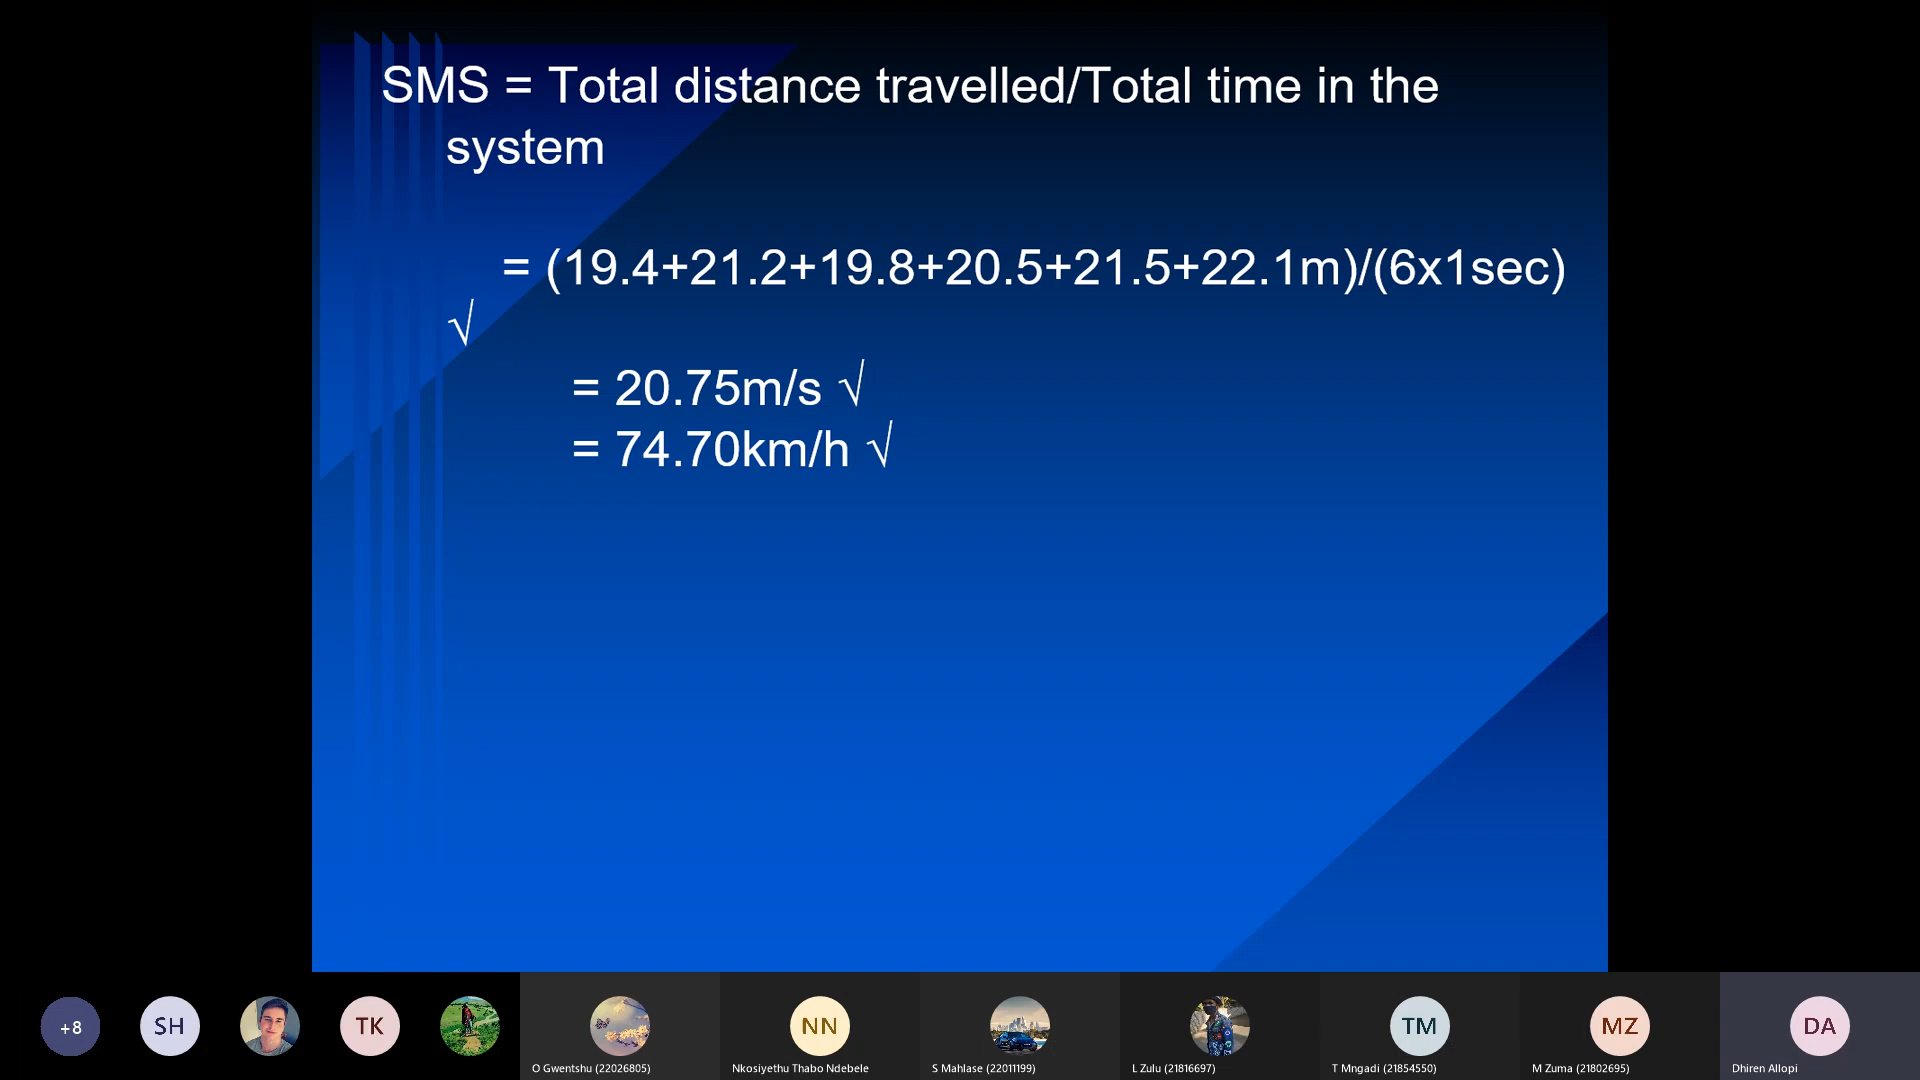 SMS = Total distance travelled/Total time in the
system
= (19.4+21.2+19.8+20.5+21.5+22.1m)/(6x1sec)
√
= 20.75m/s √
= 74.70km/h √
+8
SH
TK
NN
TM
MZ
DA
O Gwentshu (22026805)
Nkosiyethu Thabo Ndebele
S Mahlase (22011199)
L Zulu (21816697)
T Mngadi (21854550)
M Zuma (21802695)
Dhiren Allopi